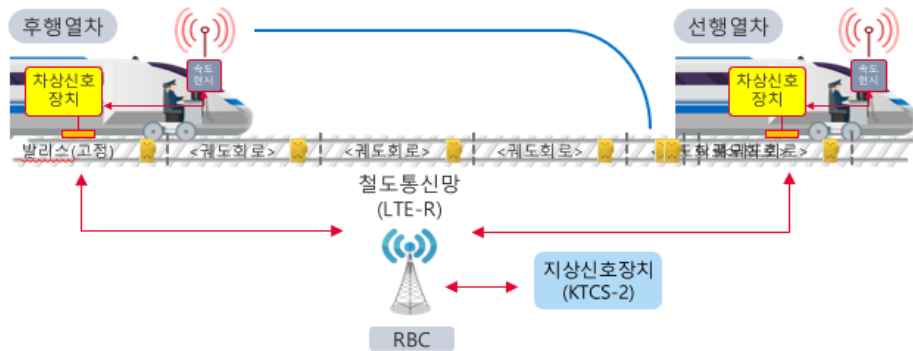 후행열차
선행열차
차상신호
장치
속도
현시
차상신호
장치
속도
현시
발리스(고정)
<궤도회로>
<궤도회로>
<궤도회로>
철도통신망
(LTE-R)
지상신호장치
(KTCS-2)
RBC